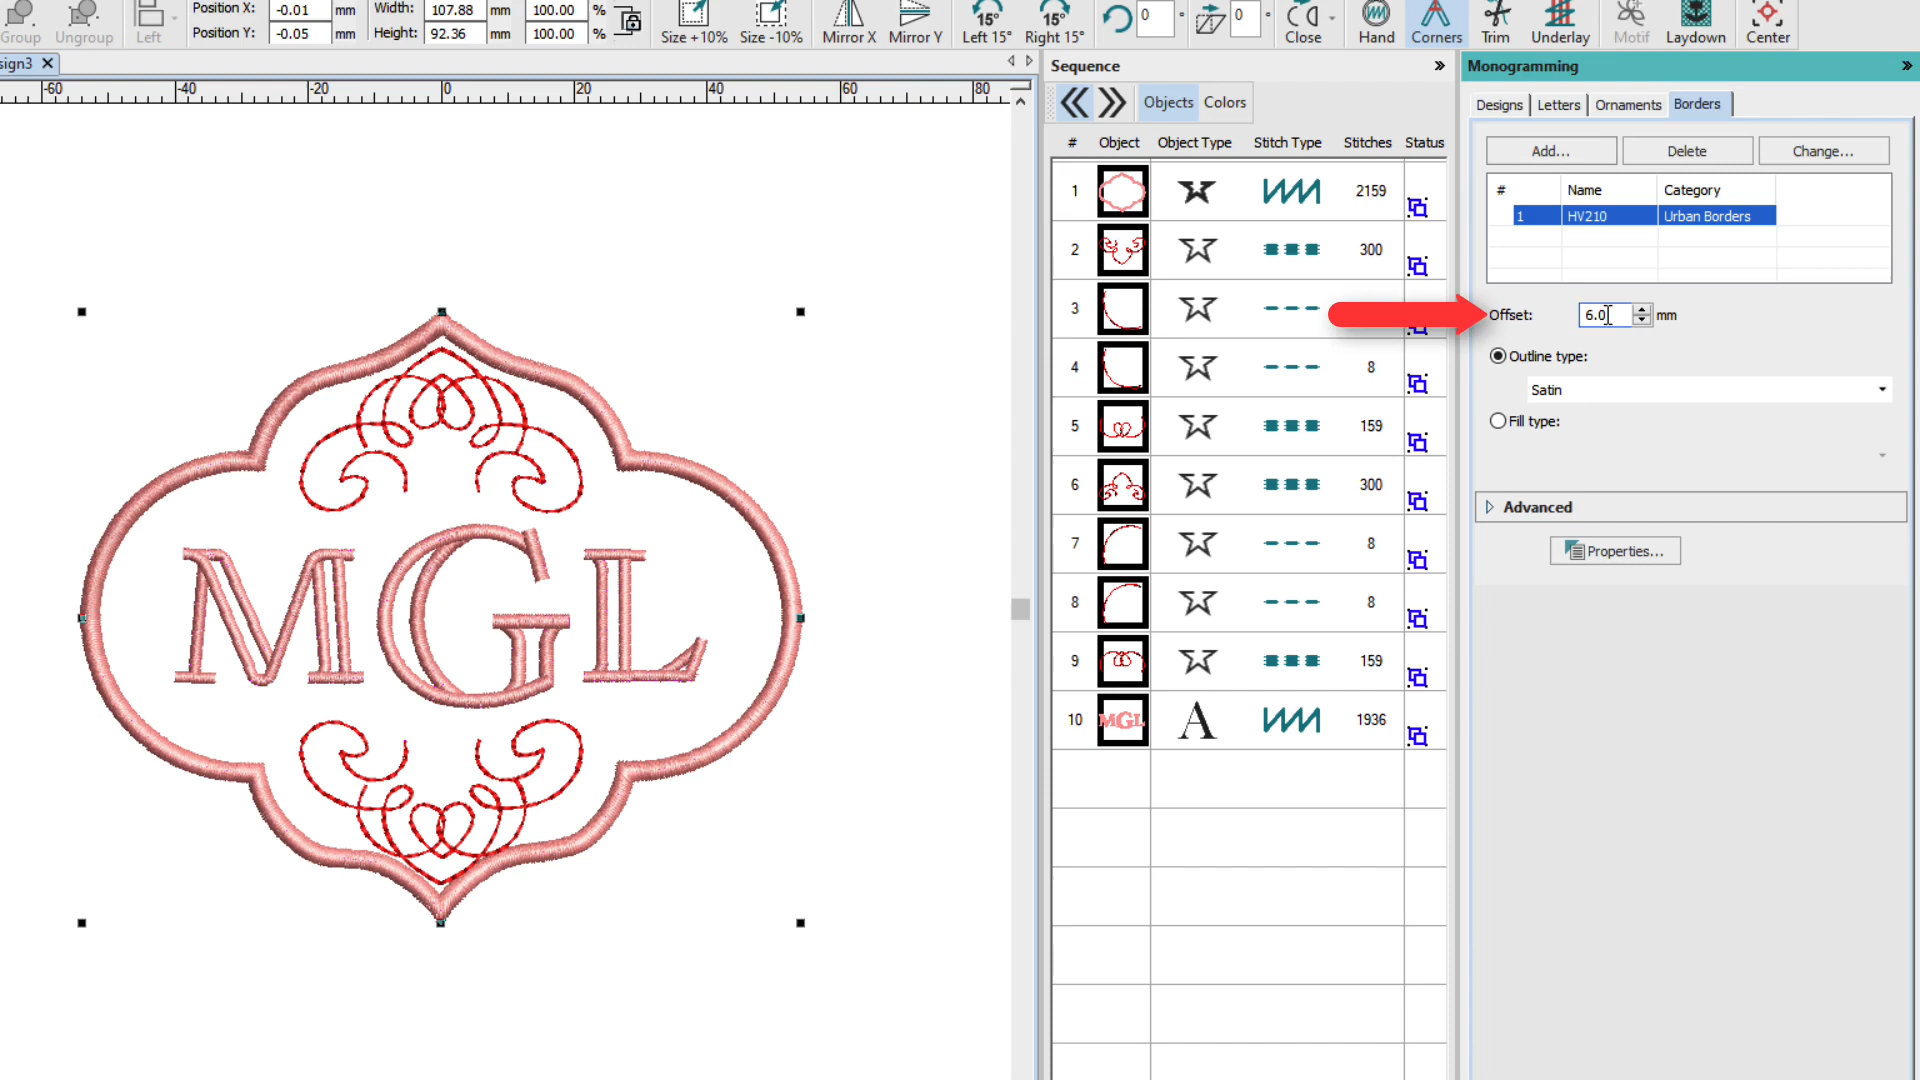 Group Ungroup Left
Position X: -0.01 mm Width: 107.88 mm 100.00 %
Position Y: -0.05 mm Height: 92.36 mm 100.00 %
Size +10% Size -10% Mirror X Mirror Y
15° 15°
Left 15° Right 15°
0 ° 0 °
Close Hand Corners Trim Underlay Motif Laydown Center
sign3
-60 -40 -20 0 20 40 60 80
MGL
Sequence
Objects Colors
# Object Object Type Stitch Type Stitches Status
1 2159
2 300
3
4 8
5 159
6 300
7 8
8 8
9 159
10 MGL A 1936
Monogramming
Designs Letters Ornaments Borders
Add... Delete Change...
# Name Category
1 HV210 Urban Borders
Offset: 6.0 mm
Outline type:
Satin
Fill type:
Advanced
Properties...